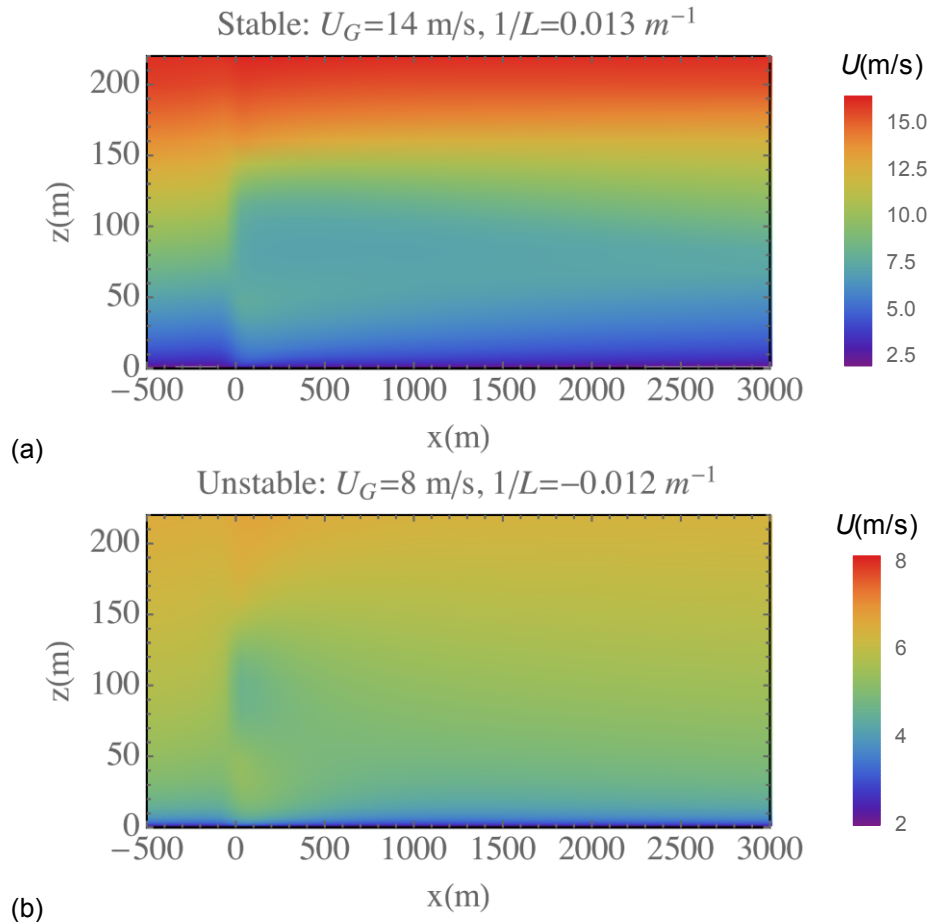 Stable: U_G=14 m/s, 1/L=0.013 m⁻¹
U(m/s)
15.0
12.5
10.0
7.5
5.0
2.5
z(m)
200
150
100
50
0
−500 0 500 1000 1500 2000 2500 3000
x(m)
(a)
Unstable: U_G=8 m/s, 1/L=−0.012 m⁻¹
U(m/s)
8
6
4
2
z(m)
200
150
100
50
0
−500 0 500 1000 1500 2000 2500 3000
x(m)
(b)